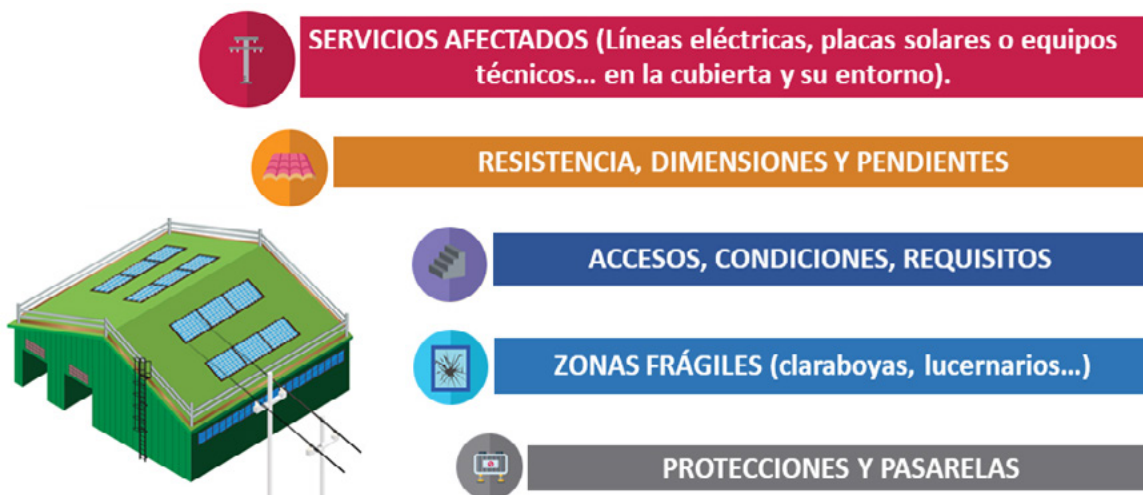 SERVICIOS AFECTADOS (Líneas eléctricas, placas solares o equipos
técnicos... en la cubierta y su entorno).
RESISTENCIA, DIMENSIONES Y PENDIENTES
ACCESOS, CONDICIONES, REQUISITOS
ZONAS FRÁGILES (claraboyas, lucernarios...)
PROTECCIONES Y PASARELAS